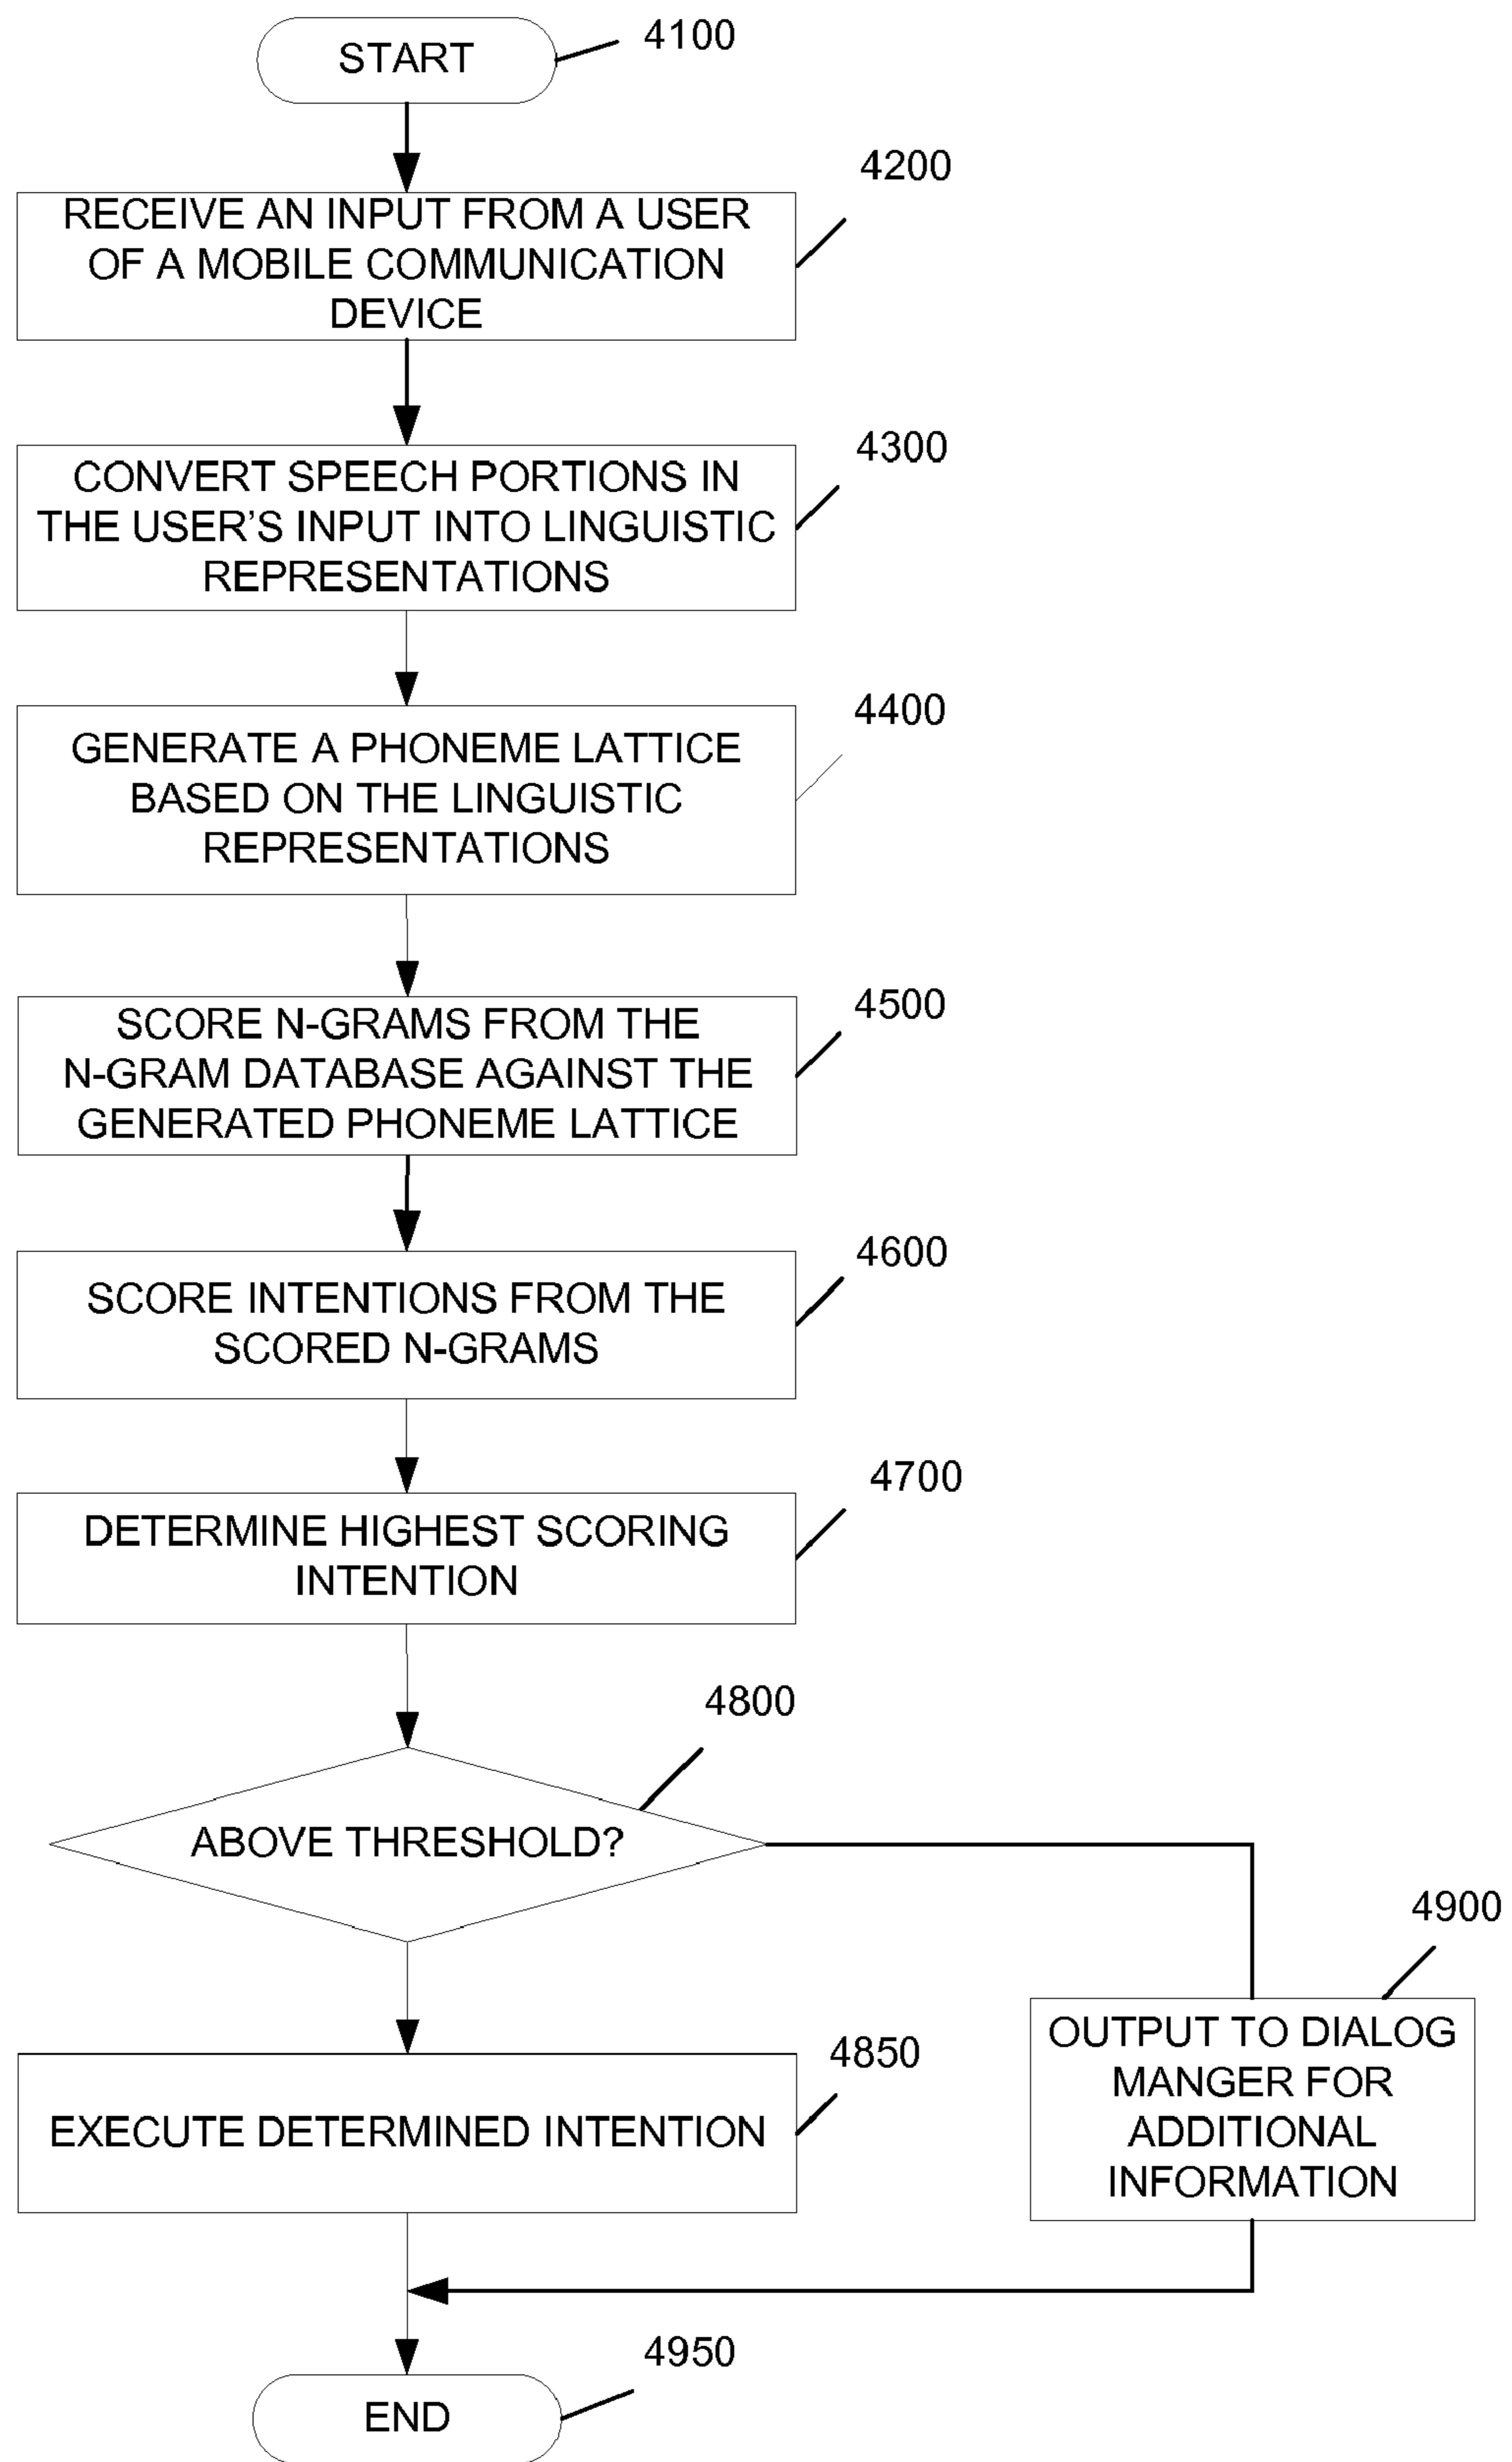 START
4100
4200
RECEIVE AN INPUT FROM A USER
OF A MOBILE COMMUNICATION
DEVICE
4300
CONVERT SPEECH PORTIONS IN
THE USER'S INPUT INTO LINGUISTIC
REPRESENTATIONS
4400
GENERATE A PHONEME LATTICE
BASED ON THE LINGUISTIC
REPRESENTATIONS
4500
SCORE N-GRAMS FROM THE
N-GRAM DATABASE AGAINST THE
GENERATED PHONEME LATTICE
4600
SCORE INTENTIONS FROM THE
SCORED N-GRAMS
4700
DETERMINE HIGHEST SCORING
INTENTION
4800
ABOVE THRESHOLD?
4850
EXECUTE DETERMINED INTENTION
4900
OUTPUT TO DIALOG
MANGER FOR
ADDITIONAL
INFORMATION
4950
END